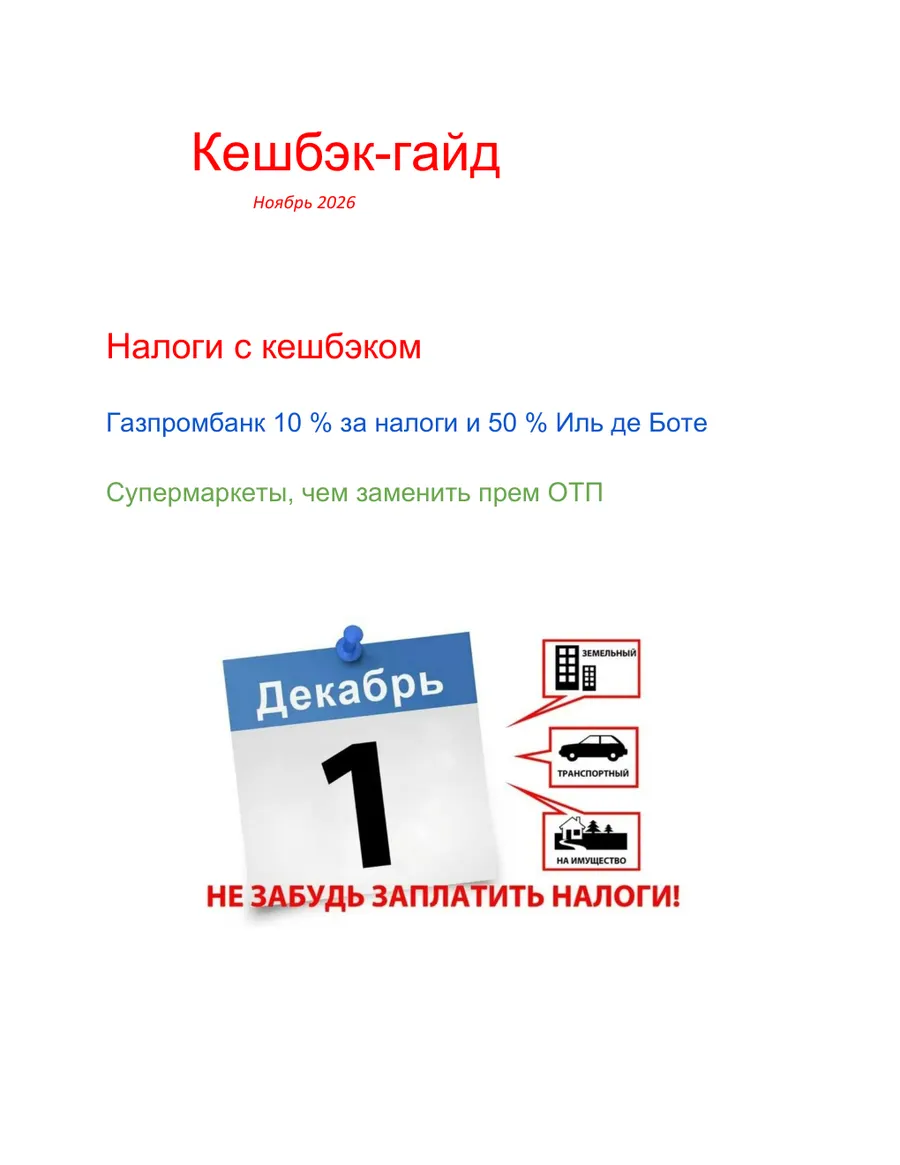 Кешбэк-гайд
Ноябрь 2026
Налоги с кешбэком
Газпромбанк 10 % за налоги и 50 % Иль де Боте
Супермаркеты, чем заменить прем ОТП
Декабрь
1
ЗЕМЕЛЬНЫЙ
ТРАНСПОРТНЫЙ
НА ИМУЩЕСТВО
НЕ ЗАБУДЬ ЗАПЛАТИТЬ НАЛОГИ!